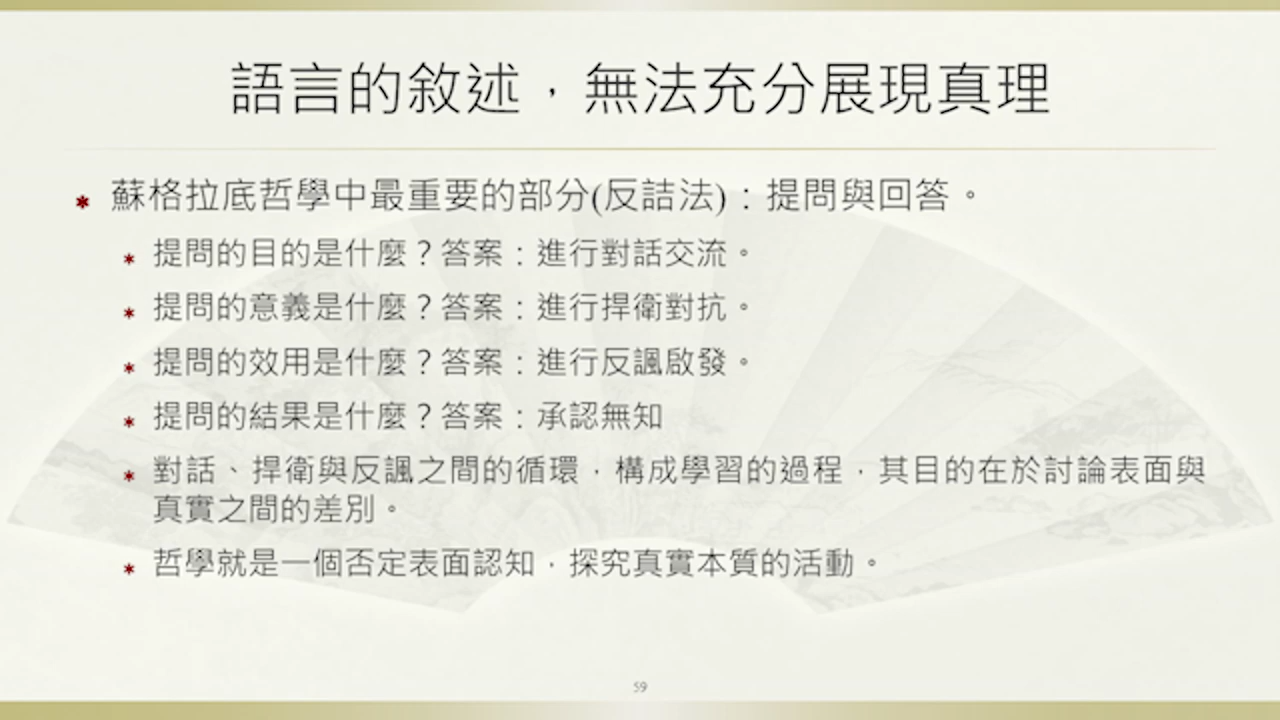 語言的敘述，無法充分展現真理
蘇格拉底哲學中最重要的部分(反詰法)：提問與回答。
提問的目的是什麼？答案：進行對話交流。
提問的意義是什麼？答案：進行捍衛對抗。
提問的效用是什麼？答案：進行反諷啟發。
提問的結果是什麼？答案：承認無知
對話、捍衛與反諷之間的循環，構成學習的過程，其目的在於討論表面與
真實之間的差別。
哲學就是一個否定表面認知，探究真實本質的活動。
59